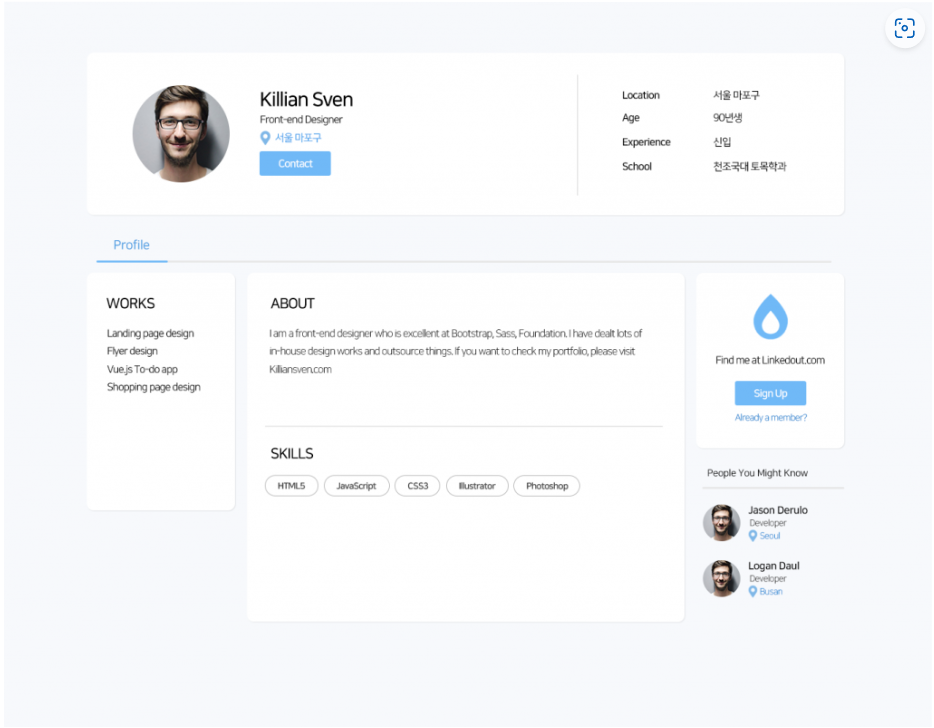 Killian Sven
Front-end Designer
서울 마포구
Contact
Location 서울 마포구
Age 90년생
Experience 신입
School 천조국대 토목학과
Profile
WORKS
Landing page design
Flyer design
Vue.js To-do app
Shopping page design
ABOUT
I am a front-end designer who is excellent at Bootstrap, Sass, Foundation. I have dealt lots of
in-house design works and outsource things. If you want to check my portfolio, please visit
Killiansven.com
SKILLS
HTML5 JavaScript CSS3 Illustrator Photoshop
Find me at Linkedout.com
Sign Up
Already a member?
People You Might Know
Jason Derulo
Developer
Seoul
Logan Daul
Developer
Busan